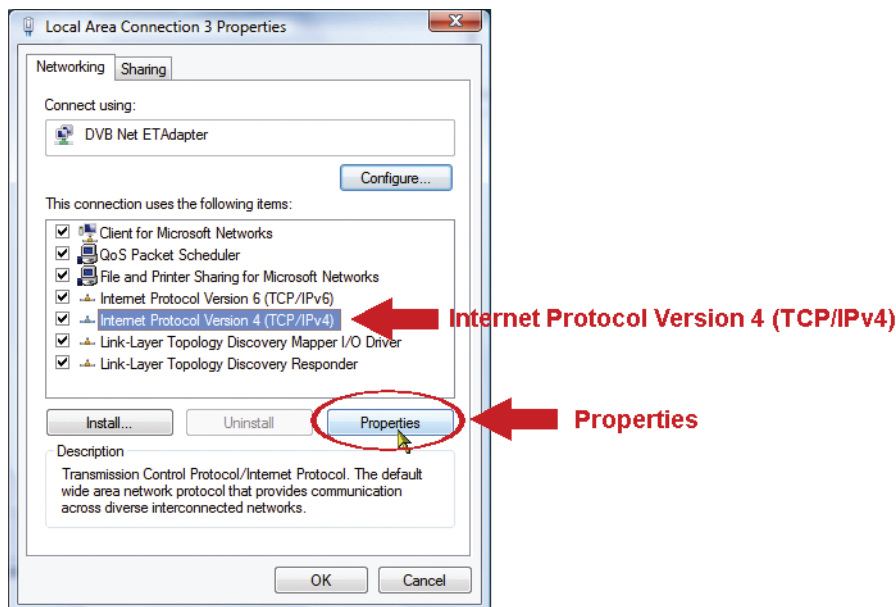 Local Area Connection 3 Properties
Networking
Sharing
Connect using:
DVB Net ETAdapter
Configure...
This connection uses the following items:
Client for Microsoft Networks
QoS Packet Scheduler
File and Printer Sharing for Microsoft Networks
Internet Protocol Version 6 (TCP/IPv6)
Internet Protocol Version 4 (TCP/IPv4)
Internet Protocol Version 4 (TCP/IPv4)
Link-Layer Topology Discovery Mapper I/O Driver
Link-Layer Topology Discovery Responder
Install...
Uninstall
Properties
Properties
Description
Transmission Control Protocol/Internet Protocol. The default
wide area network protocol that provides communication
across diverse interconnected networks.
OK
Cancel